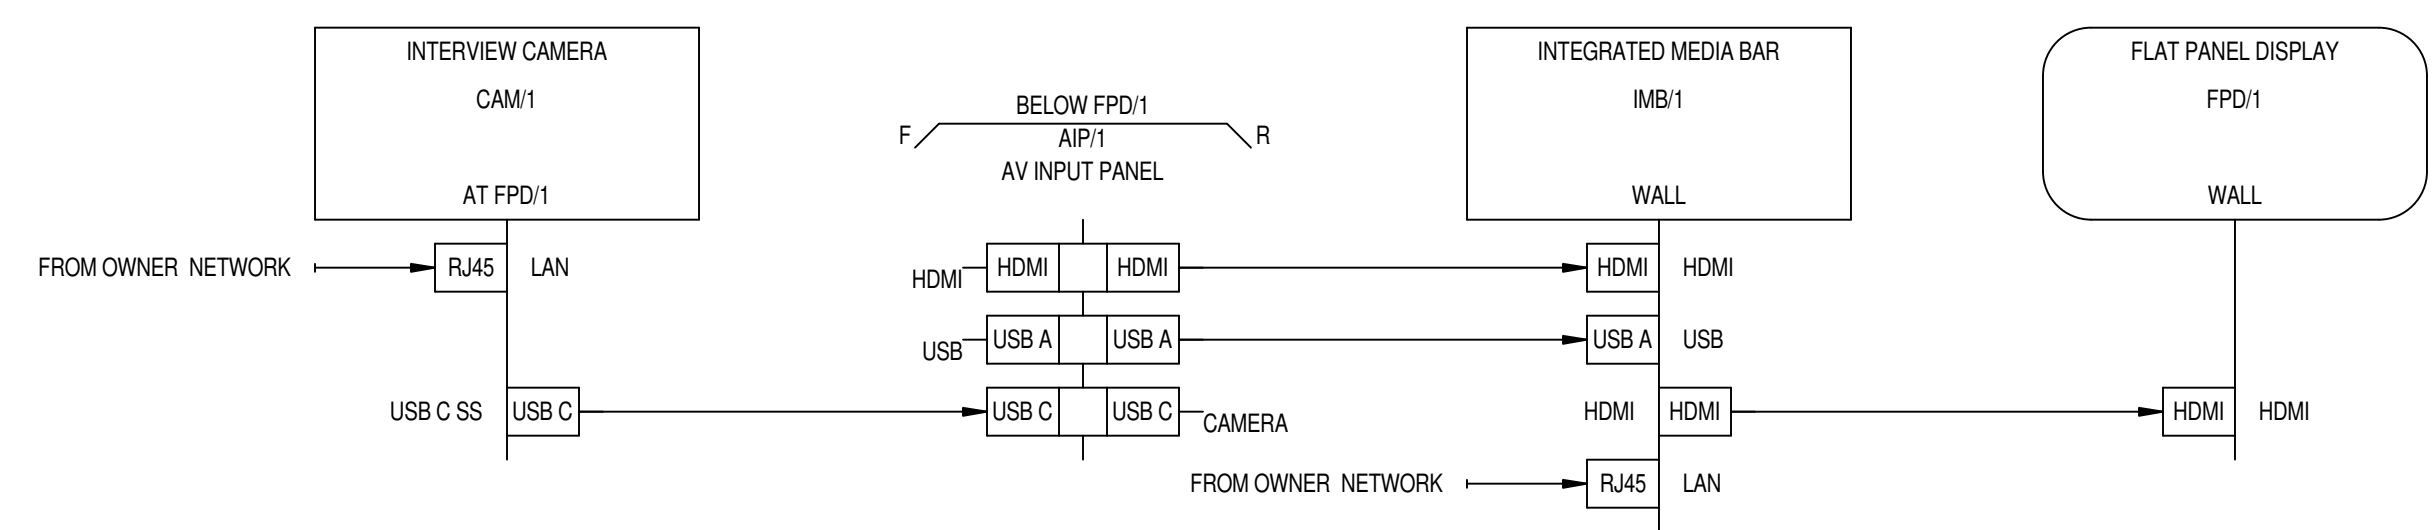 INTERVIEW CAMERA
CAM/1
AT FPD/1
FROM OWNER NETWORK
RJ45
LAN
USB C SS
USB C
BELOW FPD/1
F
AIP/1
R
AV INPUT PANEL
HDMI
HDMI
HDMI
USB
USB A
USB A
USB C
USB C
CAMERA
INTEGRATED MEDIA BAR
IMB/1
WALL
HDMI
HDMI
USB A
USB
HDMI
HDMI
FROM OWNER NETWORK
RJ45
LAN
FLAT PANEL DISPLAY
FPD/1
WALL
HDMI
HDMI